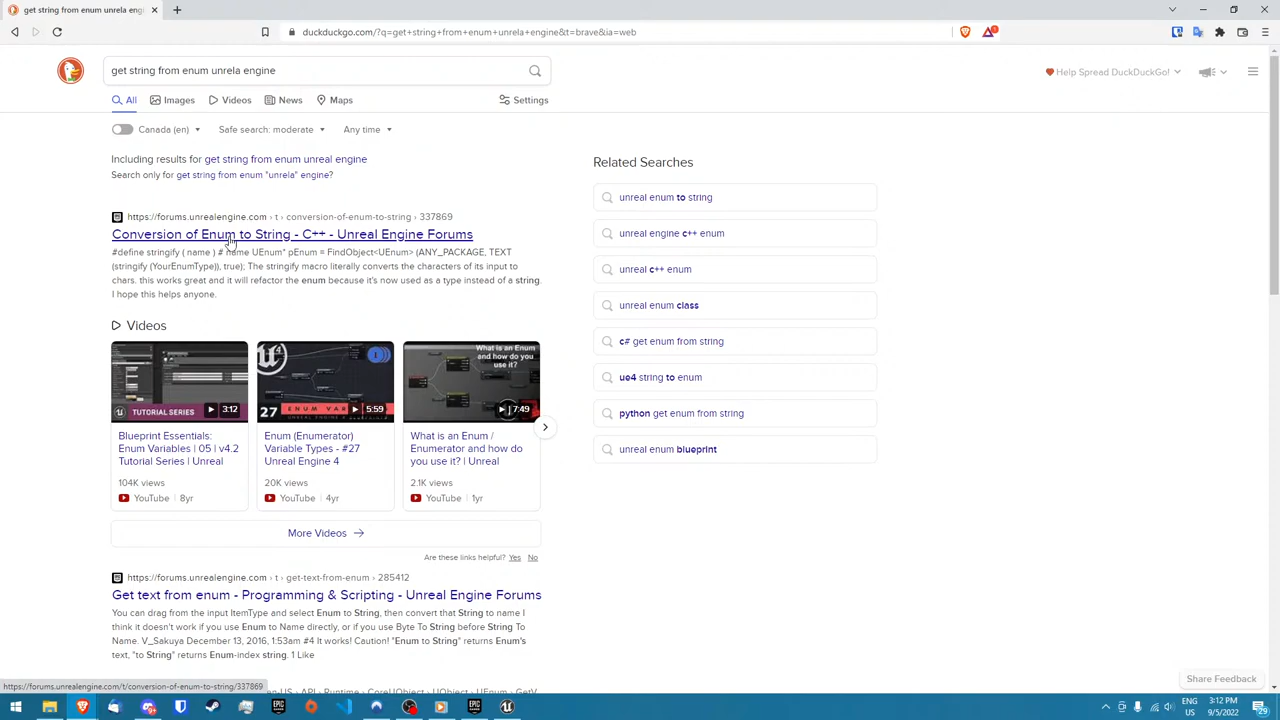 get string from enum unrela engin
duckduckgo.com/?q=get+string+from+enum+unrela+engine&t=brave&ia=web
get string from enum unrela engine
Help Spread DuckDuckGo!
All Images Videos News Maps Settings
Canada (en) Safe search: moderate Any time
Including results for get string from enum unreal engine
Search only for get string from enum "unrela" engine?
https://forums.unrealengine.com › t › conversion-of-enum-to-string › 337869
Conversion of Enum to String - C++ - Unreal Engine Forums
#define stringify ( name ) # name UEnum* pEnum = FindObject<UEnum> (ANY_PACKAGE, TEXT
(stringify (YourEnumType)), true); The stringify macro literally converts the characters of its input to
chars. this works great and it will refactor the enum because it's now used as a type instead of a string.
I hope this helps anyone.
Videos
3:12
TUTORIAL SERIES
Blueprint Essentials:
Enum Variables | 05 | v4.2
Tutorial Series | Unreal
104K views
YouTube | 8yr
5:59
27 ENUM VAR
Enum (Enumerator)
Variable Types - #27
Unreal Engine 4
20K views
YouTube | 4yr
What is an Enum
and how do you
use it?
7:49
What is an Enum /
Enumerator and how do
you use it? | Unreal
2.1K views
YouTube | 1yr
More Videos
Are these links helpful? Yes No
https://forums.unrealengine.com › t › get-text-from-enum › 285412
Get text from enum - Programming & Scripting - Unreal Engine Forums
You can drag from the input ItemType and select Enum to String, then convert that String to name I
think it doesn't work if you use Enum to Name directly, or if you use Byte To String before String To
Name. V_Sakuya December 13, 2016, 1:53am #4 It works! Caution! "Enum to String" returns Enum's
text, "to String" returns Enum-index string. 1 Like
en-US › API › Runtime › CoreUObject › UObject › UEnum › GetV
Related Searches
unreal enum to string
unreal engine c++ enum
unreal c++ enum
unreal enum class
c# get enum from string
ue4 string to enum
python get enum from string
unreal enum blueprint
Share Feedback
https://forums.unrealengine.com/t/conversion-of-enum-to-string/337869
ENG
US
3:12 PM
9/5/2022
29